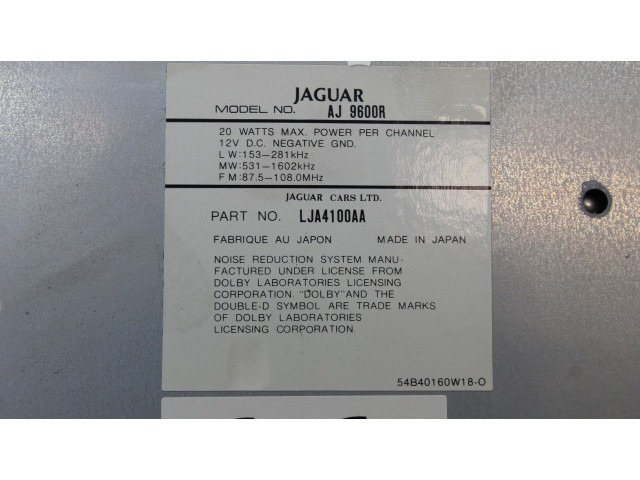 JAGUAR
MODEL NO. AJ 9600R
20 WATTS MAX. POWER PER CHANNEL
12V D.C. NEGATIVE GND.
LW:153-281kHz
MW:531-1602kHz
FM:87.5-108.0MHz
JAGUAR CARS LTD.
PART NO. LJA4100AA
FABRIQUE AU JAPON MADE IN JAPAN
NOISE REDUCTION SYSTEM MANU-
FACTURED UNDER LICENSE FROM
DOLBY LABORATORIES LICENSING
CORPORATION. "DOLBY" AND THE
DOUBLE-D SYMBOL ARE TRADE MARKS
OF DOLBY LABORATORIES
LICENSING CORPORATION.
54B40160W18-O